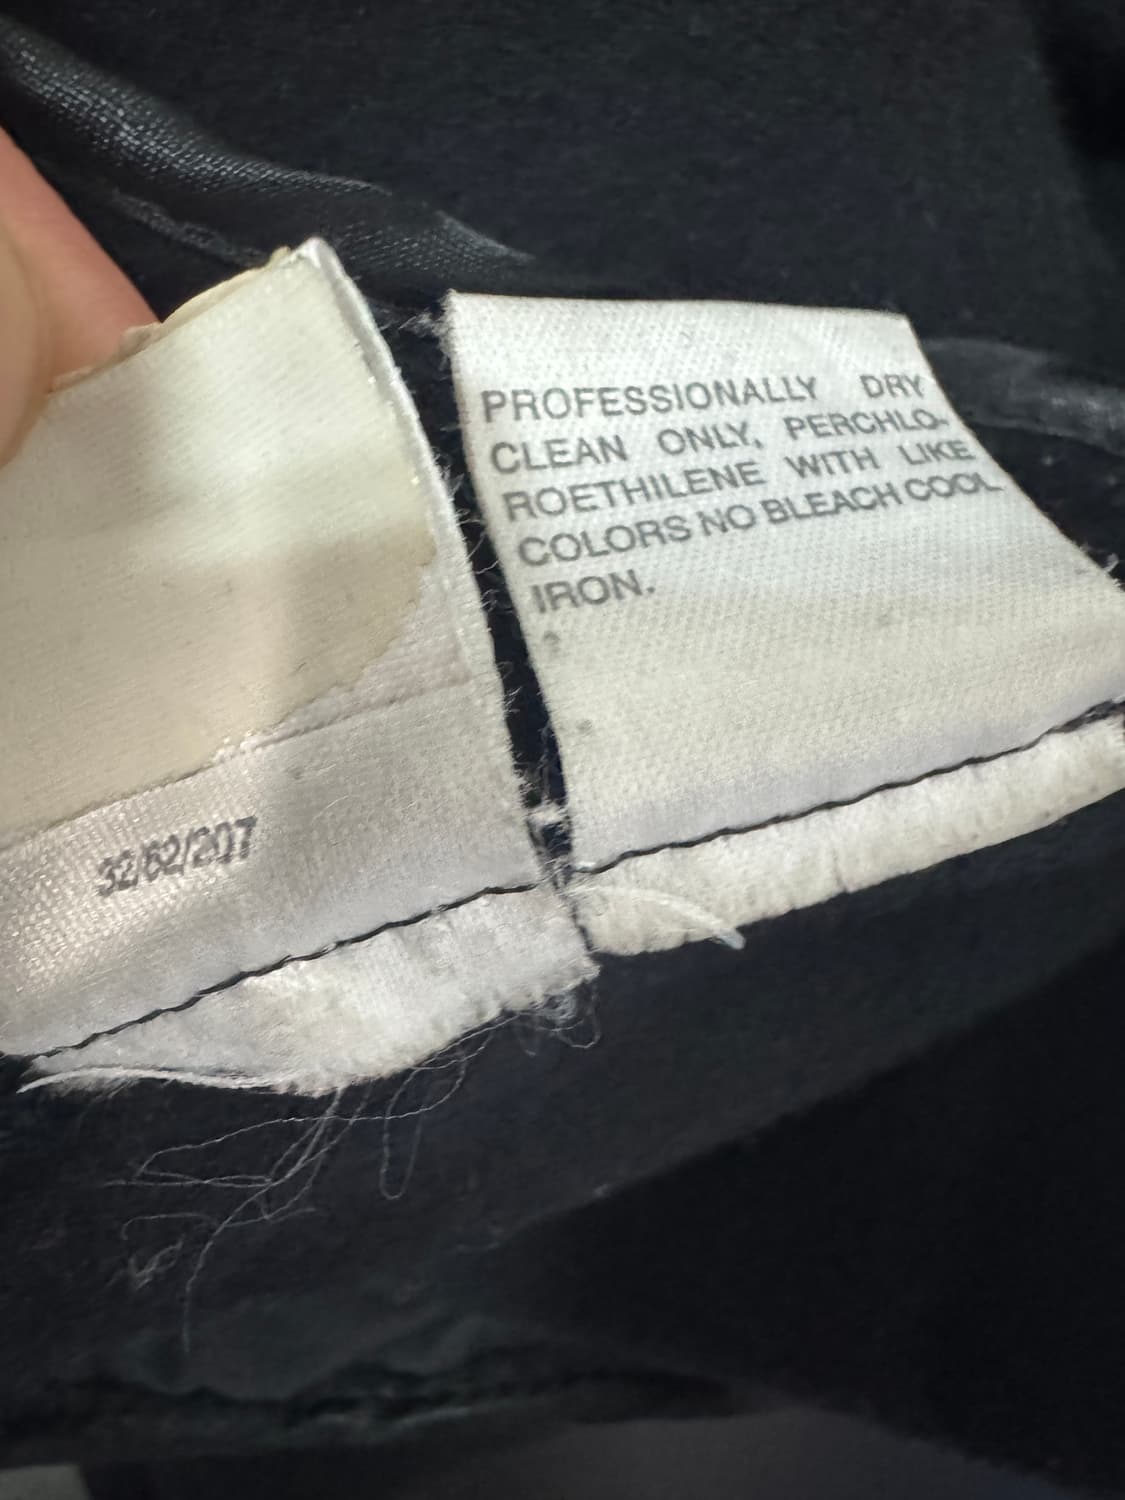 PROFESSIONALLY DRY
CLEAN ONLY, PERCHLO-
ROETHILENE WITH LIKE
COLORS NO BLEACH COOL
IRON.
32/62/207